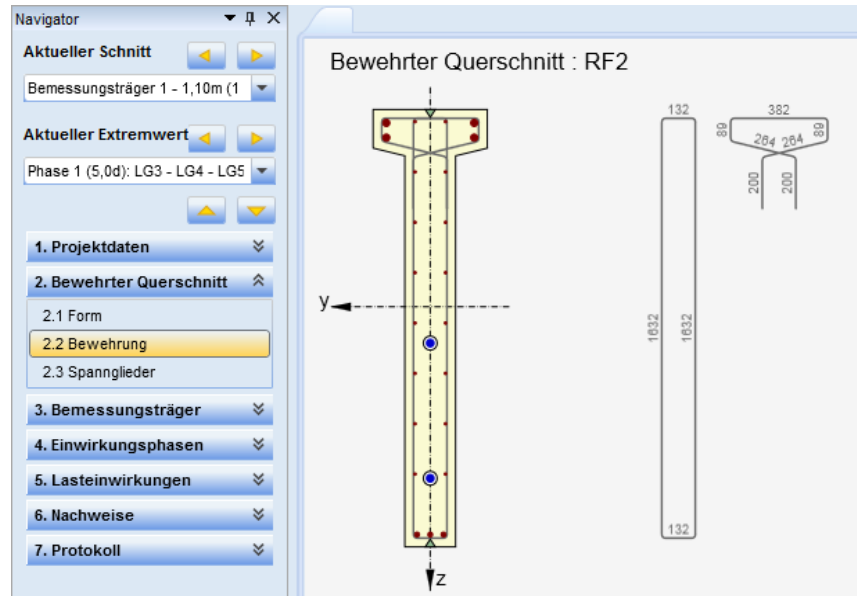 Navigator
Aktueller Schnitt
Bemessungsträger 1 - 1,10m (1
Aktueller Extremwert
Phase 1 (5,0d): LG3 - LG4 - LG5
1. Projektdaten
2. Bewehrter Querschnitt
2.1 Form
2.2 Bewehrung
2.3 Spannglieder
3. Bemessungsträger
4. Einwirkungsphasen
5. Lasteinwirkungen
6. Nachweise
7. Protokoll
Bewehrter Querschnitt : RF2
y
z
132
1632
1632
132
382
89
264 264
89
200
200